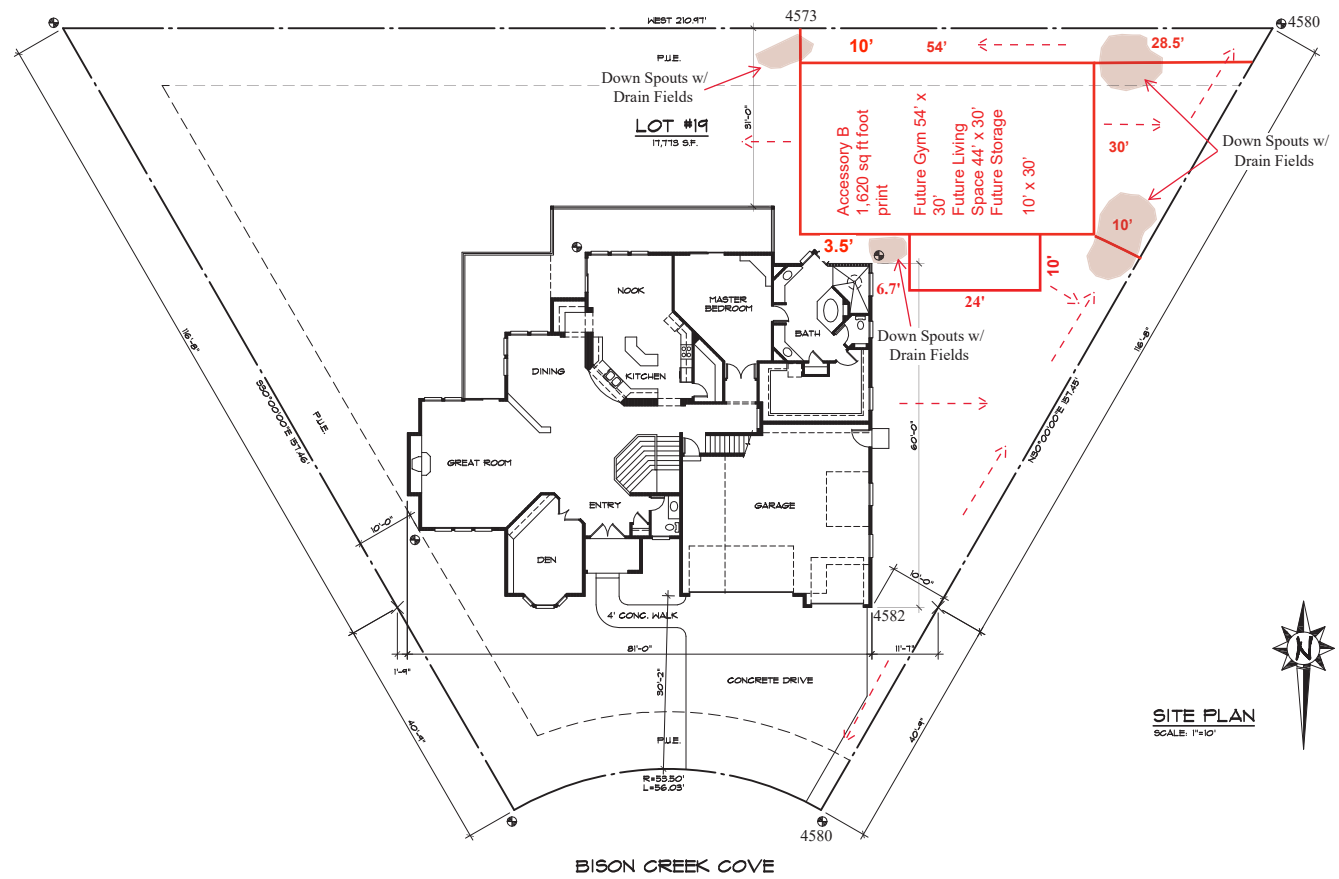 WEST 210.97'
4573
4580
10'
54'
28.5'
P.U.E.
Down Spouts w/
Drain Fields
LOT #19
17,773 S.F.
31'-0"
Accessory B
1,620 sq ft foot
print
Future Gym 54' x
30'
Future Living
Space 44' x 30'
Future Storage
10' x 30'
30'
Down Spouts w/
Drain Fields
10'
3.5'
6.7'
10'
24'
Down Spouts w/
Drain Fields
NOOK
MASTER
BEDROOM
BATH
DINING
KITCHEN
116'-8"
S30°00'00"E 157.46'
P.U.E.
116'-8"
N30°00'00"E 157.45'
60'-0"
GREAT ROOM
ENTRY
GARAGE
10'-0"
DEN
10'-0"
4' CONC. WALK
4582
81'-0"
11'-7"
1'-9"
30'-2"
CONCRETE DRIVE
40'-9"
40'-9"
P.U.E.
R=53.50'
L=56.03'
4580
N
SITE PLAN
SCALE: 1"=10'
BISON CREEK COVE